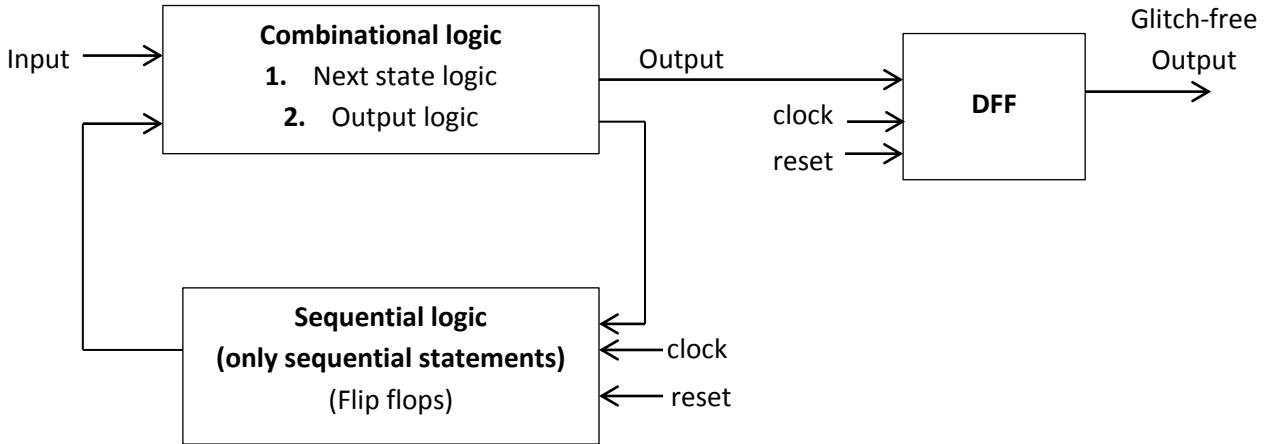 Input
Combinational logic
1. Next state logic
2. Output logic
Output
clock
reset
DFF
Glitch-free
Output
Sequential logic
(only sequential statements)
(Flip flops)
clock
reset